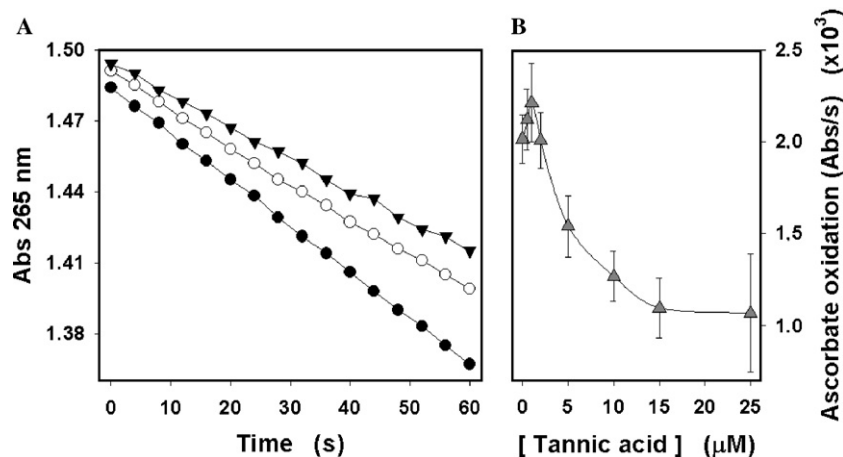 A
Abs 265 nm
1.50
1.47
1.44
1.41
1.38
0 10 20 30 40 50 60
Time (s)
B
2.5
2.0
1.5
1.0
Ascorbate oxidation (Abs/s) (x10³)
0 5 10 15 20 25
[ Tannic acid ] (μM)